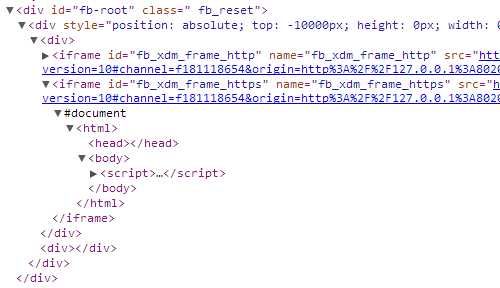 ▼<div id="fb-root" class=" fb_reset">
▼<div style="position: absolute; top: -10000px; height: 0px; width: 0
▼<div>
▶<iframe id="fb_xdm_frame_http" name="fb_xdm_frame_http" src="htt
version=10#channel=f181118654&origin=http%3A%2F%2F127.0.0.1%3A8020
▼<iframe id="fb_xdm_frame_https" name="fb_xdm_frame_https" src="h
version=10#channel=f181118654&origin=http%3A%2F%2F127.0.0.1%3A8020
▼#document
▼<html>
<head></head>
▼<body>
▶<script>…</script>
</body>
</html>
</iframe>
</div>
<div></div>
</div>
</div>